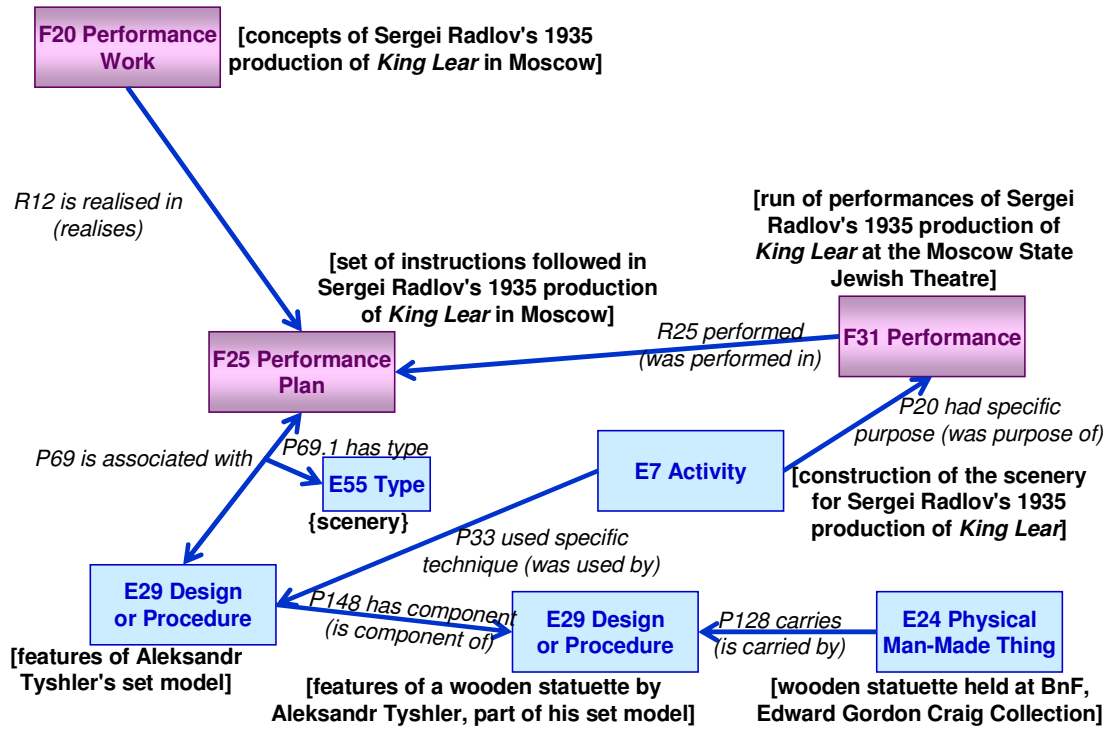 F20 Performance
Work
[concepts of Sergei Radlov's 1935
production of King Lear in Moscow]
R12 is realised in
(realises)
[run of performances of Sergei
Radlov's 1935 production of
King Lear at the Moscow State
Jewish Theatre]
[set of instructions followed in
Sergei Radlov's 1935 production
of King Lear in Moscow]
R25 performed
(was performed in)
F31 Performance
F25 Performance
Plan
P20 had specific
purpose (was purpose of)
P69 is associated with
P69.1 has type
E55 Type
{scenery}
E7 Activity
[construction of the scenery
for Sergei Radlov's 1935
production of King Lear]
P33 used specific
technique (was used by)
E29 Design
or Procedure
P148 has component
(is component of)
E29 Design
or Procedure
P128 carries
(is carried by)
E24 Physical
Man-Made Thing
[features of Aleksandr
Tyshler's set model]
[features of a wooden statuette by
Aleksandr Tyshler, part of his set model]
[wooden statuette held at BnF,
Edward Gordon Craig Collection]